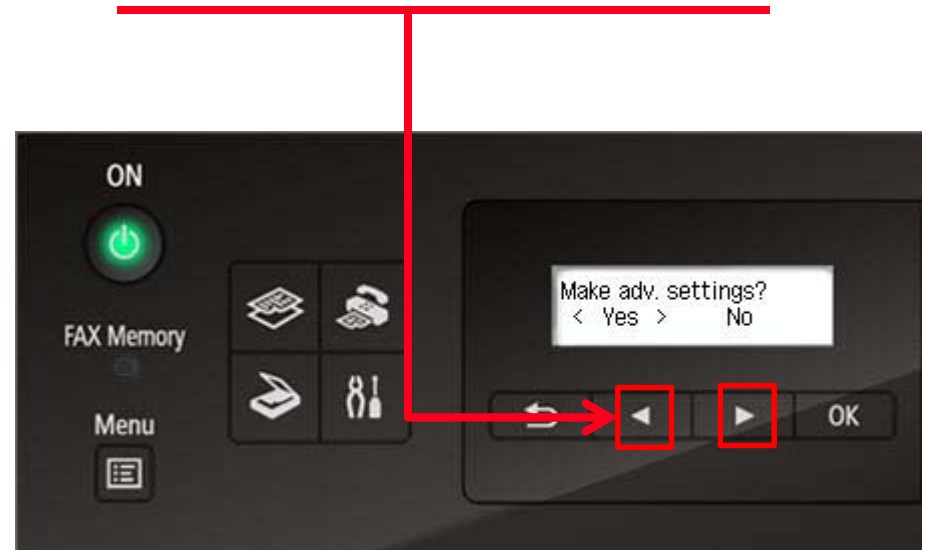 ON
FAX Memory
Menu
Make adv. settings?
< Yes > No
OK